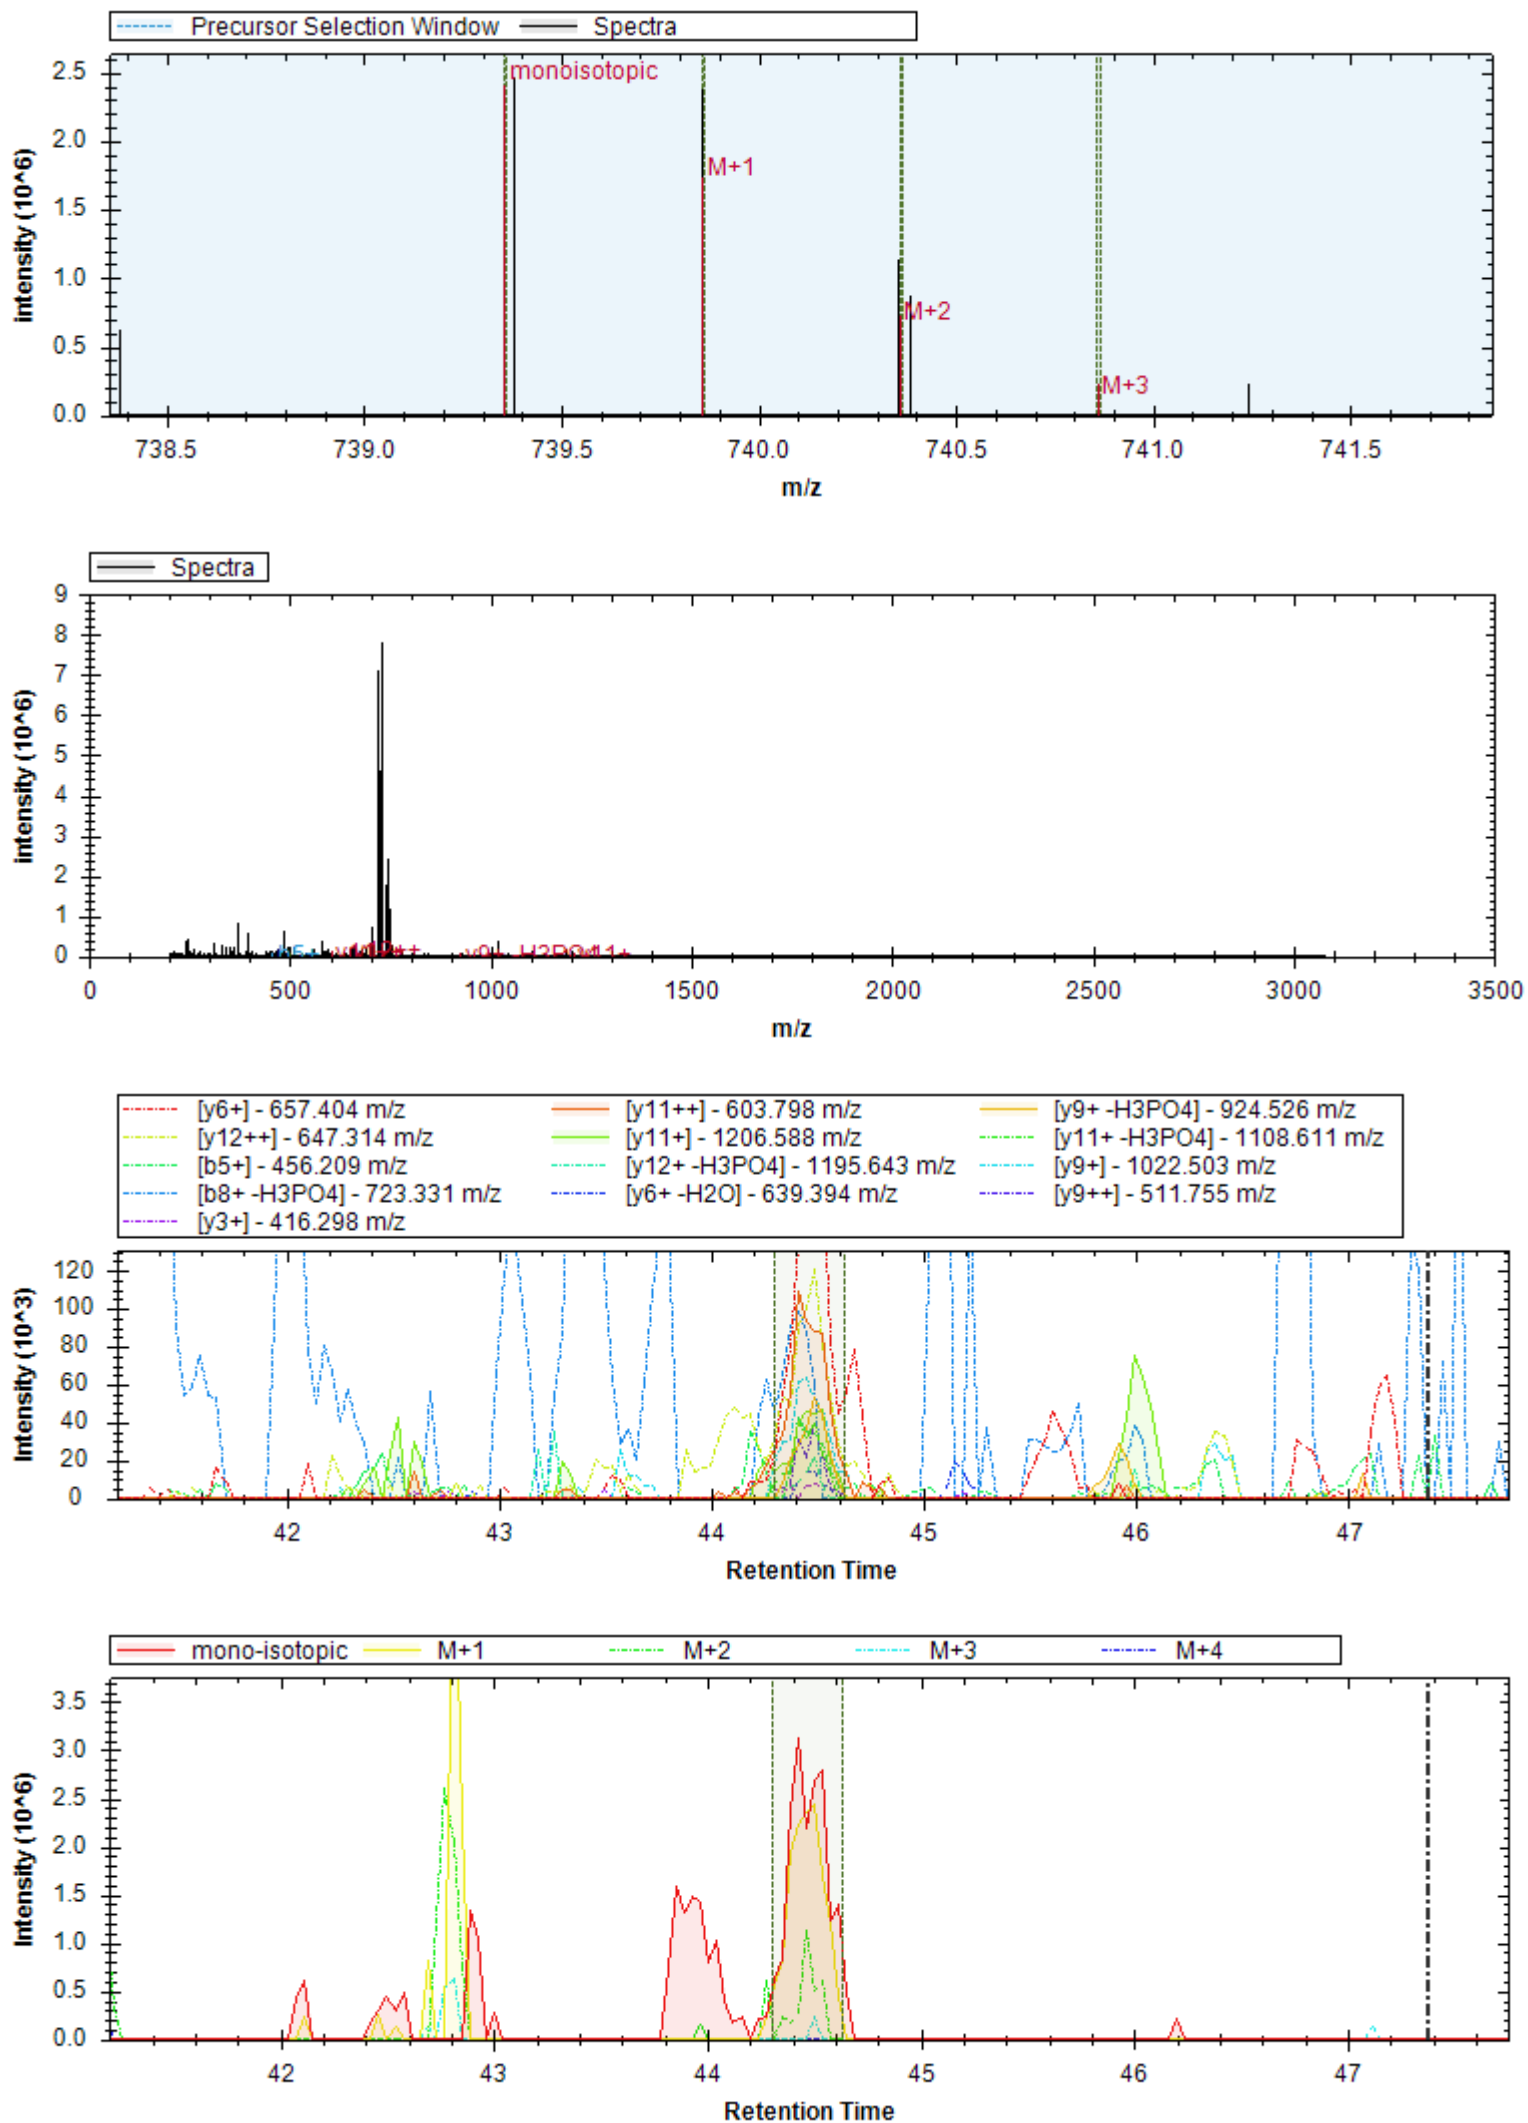 Precursor Selection Window Spectra
2.5
2.0
1.5
1.0
0.5
0.0
intensity (10^6)
monoisotopic
M+1
M+2
M+3
738.5 739.0 739.5 740.0 740.5 741.0 741.5
m/z
Spectra
9
8
7
6
5
4
3
2
1
0
intensity (10^6)
0 500 1000 1500 2000 2500 3000 3500
m/z
[y6+] - 657.404 m/z [y11++] - 603.798 m/z [y9+ -H3PO4] - 924.526 m/z
[y12++] - 647.314 m/z [y11+] - 1206.588 m/z [y11+ -H3PO4] - 1108.611 m/z
[b5+] - 456.209 m/z [y12+ -H3PO4] - 1195.643 m/z [y9+] - 1022.503 m/z
[b8+ -H3PO4] - 723.331 m/z [y6+ -H2O] - 639.394 m/z [y9++] - 511.755 m/z
[y3+] - 416.298 m/z
120
100
80
60
40
20
0
Intensity (10^3)
42 43 44 45 46 47
Retention Time
mono-isotopic M+1 M+2 M+3 M+4
3.5
3.0
2.5
2.0
1.5
1.0
0.5
0.0
Intensity (10^6)
42 43 44 45 46 47
Retention Time